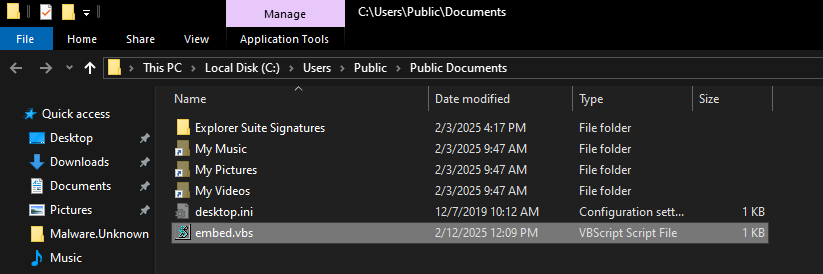 Manage
C:\Users\Public\Documents
File Home Share View Application Tools
This PC Local Disk (C:) Users Public Public Documents
Name Date modified Type Size
Quick access
Desktop
Downloads
Documents
Pictures
Malware.Unknown
Music
Explorer Suite Signatures 2/3/2025 4:17 PM File folder
My Music 2/3/2025 9:47 AM File folder
My Pictures 2/3/2025 9:47 AM File folder
My Videos 2/3/2025 9:47 AM File folder
desktop.ini 12/7/2019 10:12 AM Configuration sett... 1 KB
embed.vbs 2/12/2025 12:09 PM VBScript Script File 1 KB